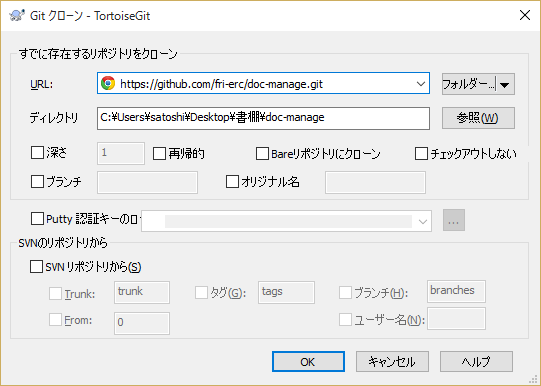 Git クローン - TortoiseGit
すでに存在するリポジトリをクローン
URL: https://github.com/fri-erc/doc-manage.git フォルダー...
ディレクトリ C:¥Users¥satoshi¥Desktop¥書棚¥doc-manage 参照(W)
深さ 1 再帰的 Bareリポジトリにクローン チェックアウトしない
ブランチ オリジナル名
Putty 認証キーのロー ...
SVNのリポジトリから
SVN リポジトリから(S)
Trunk: trunk タグ(G): tags ブランチ(H): branches
From: 0 ユーザー名(N):
OK キャンセル ヘルプ